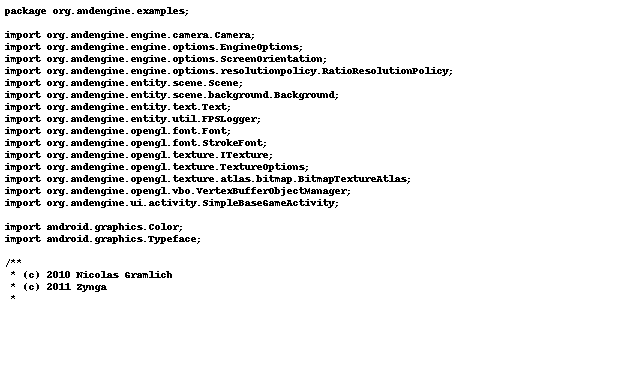 package org.andengine.examples;

import org.andengine.engine.camera.Camera;
import org.andengine.engine.options.EngineOptions;
import org.andengine.engine.options.ScreenOrientation;
import org.andengine.engine.options.resolutionpolicy.RatioResolutionPolicy;
import org.andengine.entity.scene.Scene;
import org.andengine.entity.scene.background.Background;
import org.andengine.entity.text.Text;
import org.andengine.entity.util.FPSLogger;
import org.andengine.opengl.font.Font;
import org.andengine.opengl.font.StrokeFont;
import org.andengine.opengl.texture.ITexture;
import org.andengine.opengl.texture.TextureOptions;
import org.andengine.opengl.texture.atlas.bitmap.BitmapTextureAtlas;
import org.andengine.opengl.vbo.VertexBufferObjectManager;
import org.andengine.ui.activity.SimpleBaseGameActivity;

import android.graphics.Color;
import android.graphics.Typeface;

/**
 * (c) 2010 Nicolas Gramlich
 * (c) 2011 Zynga
 *